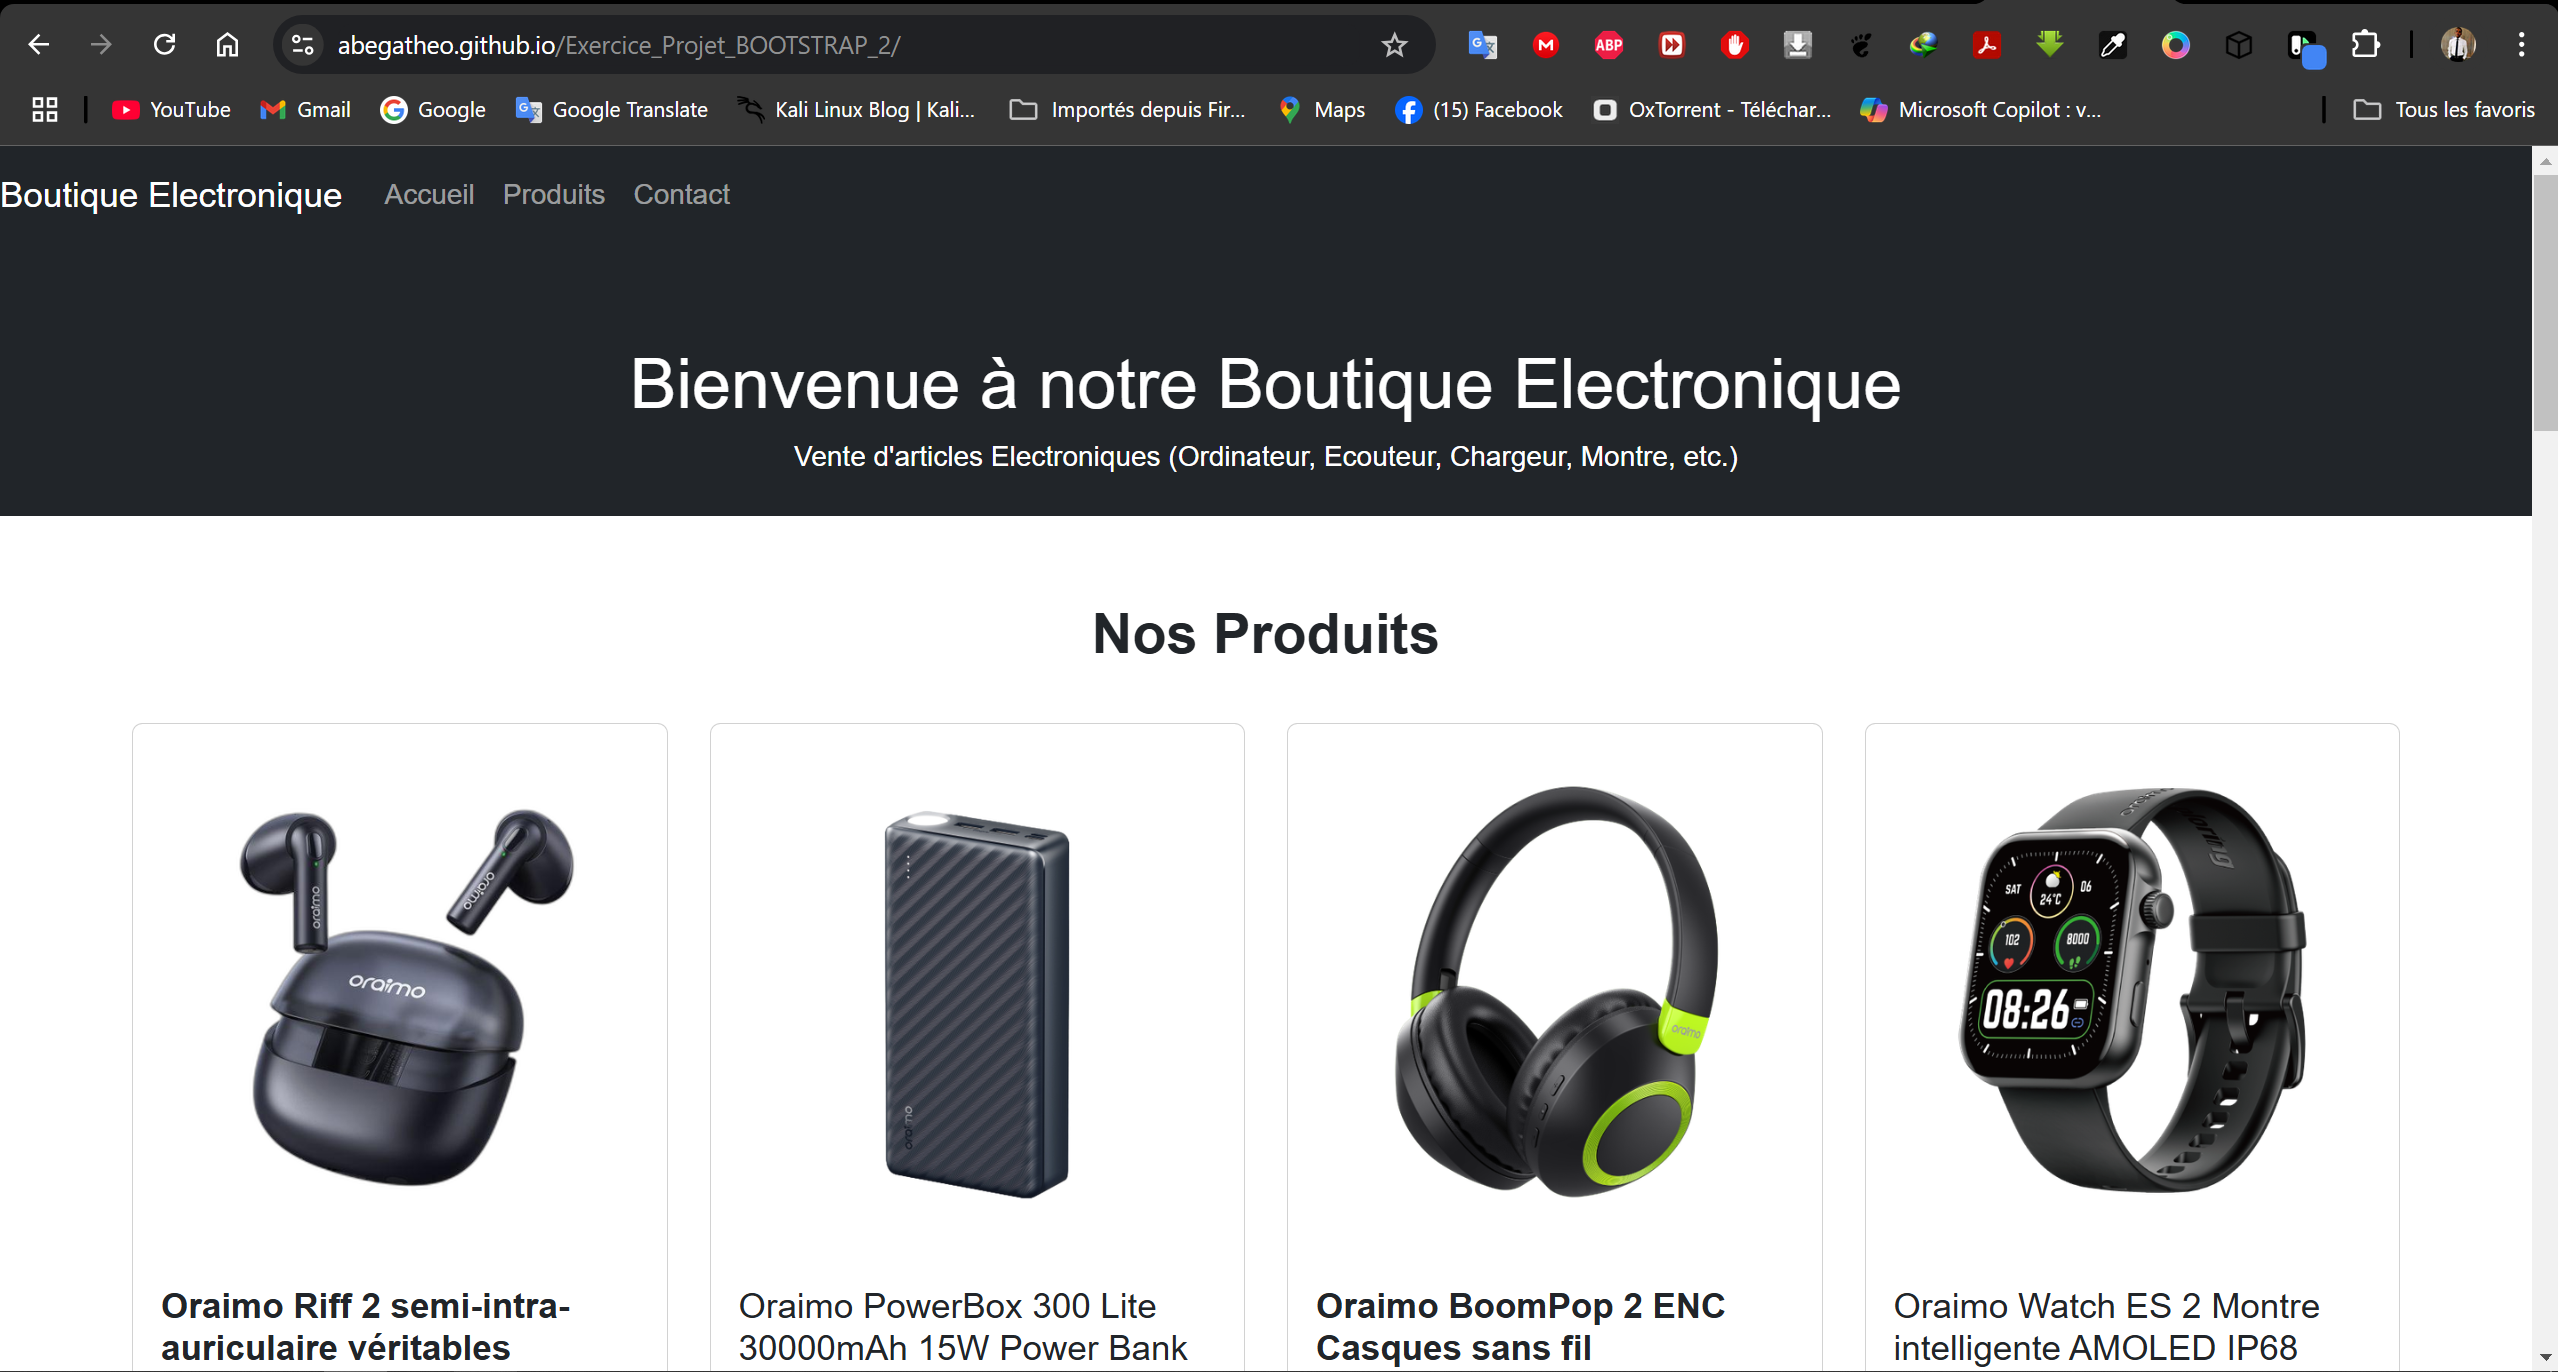 abegatheo.github.io/Exercice_Projet_BOOTSTRAP_2/
YouTube
Gmail
Google
Google Translate
Kali Linux Blog | Kali...
Importés depuis Fir...
Maps
(15) Facebook
OxTorrent - Téléchar...
Microsoft Copilot : v...
Tous les favoris
Boutique Electronique
Accueil
Produits
Contact
Bienvenue à notre Boutique Electronique
Vente d'articles Electroniques (Ordinateur, Ecouteur, Chargeur, Montre, etc.)
Nos Produits
oraimo
oraimo
oraimo
oraimo
oraimo
oraimo
SAT
06
24°C
102
8000
08:26
Oraimo Riff 2 semi-intra-
auriculaire véritables
Oraimo PowerBox 300 Lite
30000mAh 15W Power Bank
Oraimo BoomPop 2 ENC
Casques sans fil
Oraimo Watch ES 2 Montre
intelligente AMOLED IP68